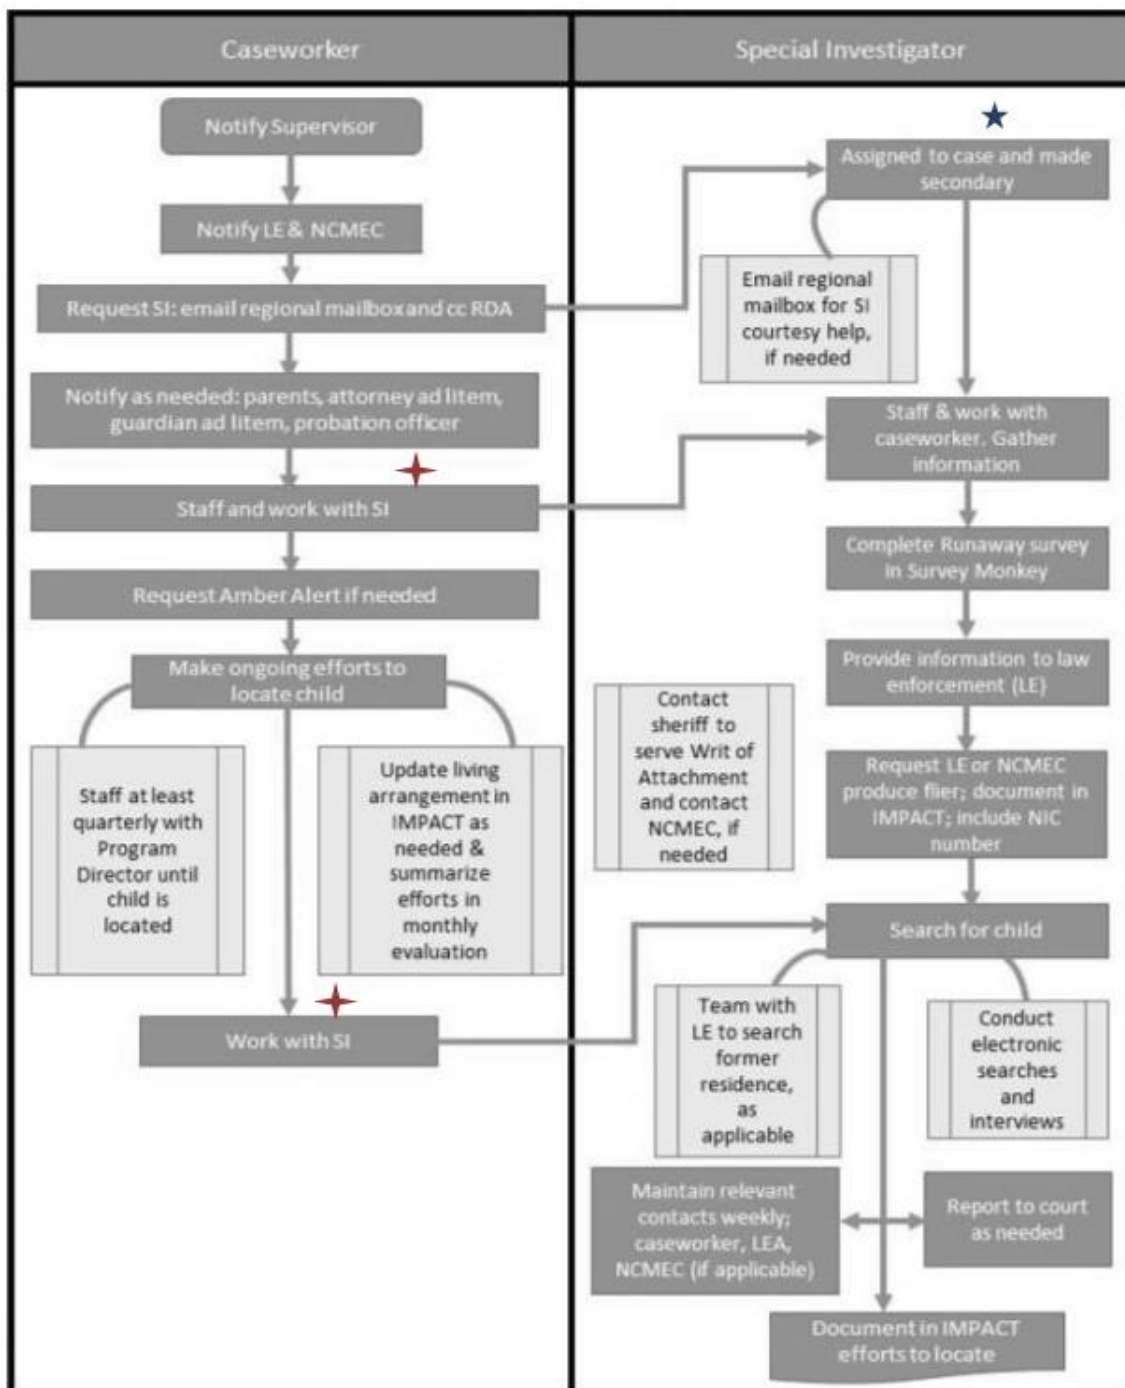 Caseworker
Notify Supervisor
Notify LE & NCMEC
Request SI: email regional mailbox and cc RDA
Notify as needed: parents, attorney ad litem,
guardian ad litem, probation officer
Staff and work with SI
Request Amber Alert if needed
Make ongoing efforts to
locate child
Staff at least
quarterly with
Program
Director until
child is
located
Update living
arrangement in
IMPACT as
needed &
summarize
efforts in
monthly
evaluation
Work with SI
Special Investigator
Assigned to case and made
secondary
Email regional
mailbox for SI
courtesy help,
if needed
Staff & work with
caseworker. Gather
information
Complete Runaway survey
in Survey Monkey
Provide information to law
enforcement (LE)
Contact
sheriff to
serve Writ of
Attachment
and contact
NCMEC, if
needed
Request LE or NCMEC
produce flier; document in
IMPACT; include NIC
number
Search for child
Team with
LE to search
former
residence,
as
applicable
Conduct
electronic
searches
and
interviews
Maintain relevant
contacts weekly;
caseworker, LEA,
NCMEC (if applicable)
Report to court
as needed
Document in IMPACT
efforts to locate